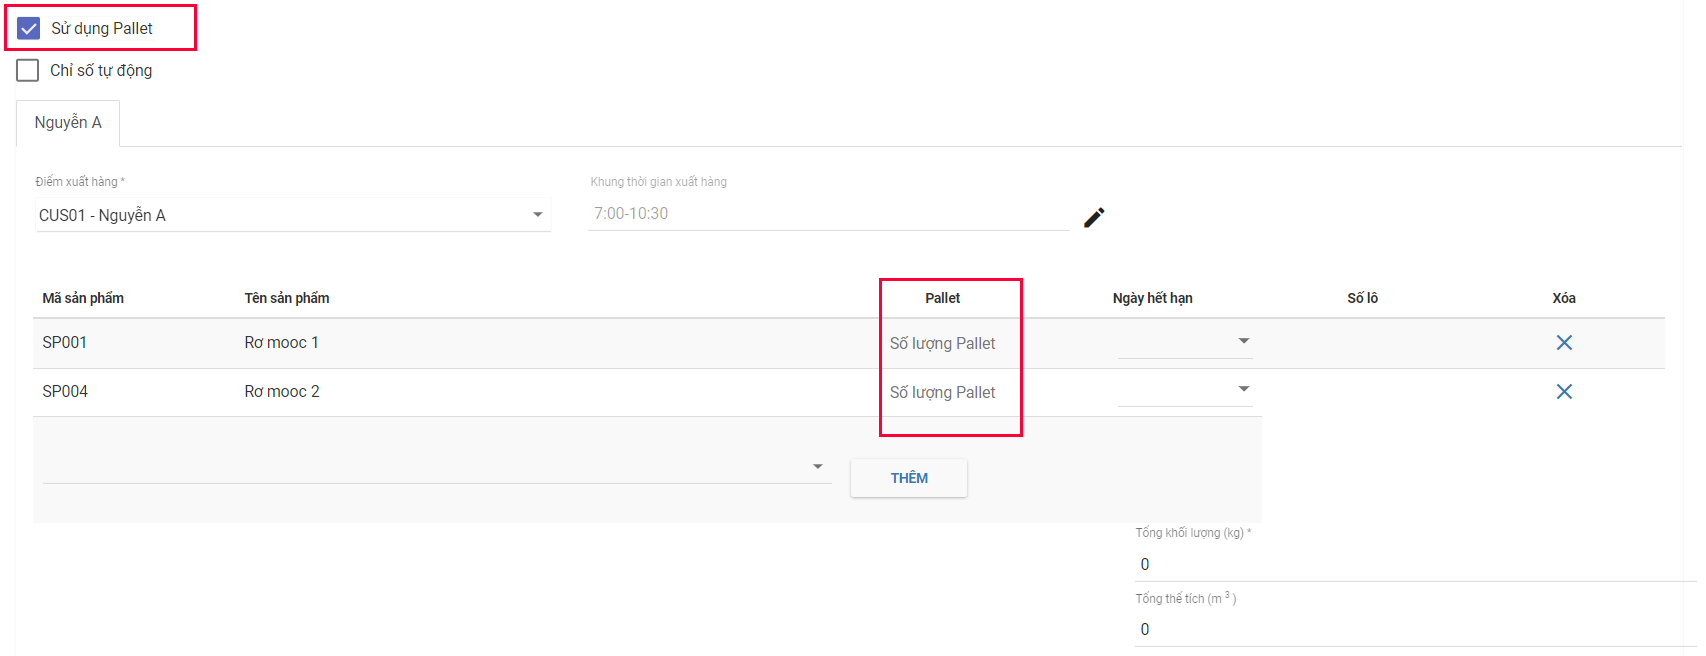 Sử dụng Pallet
Chỉ số tự động
Nguyễn A
Điểm xuất hàng * Khung thời gian xuất hàng
CUS01 - Nguyễn A 7:00-10:30
Mã sản phẩm Tên sản phẩm Pallet Ngày hết hạn Số lô Xóa
SP001 Rơ mooc 1 Số lượng Pallet
SP004 Rơ mooc 2 Số lượng Pallet
THÊM
Tổng khối lượng (kg) *
0
Tổng thể tích (m ³ )
0